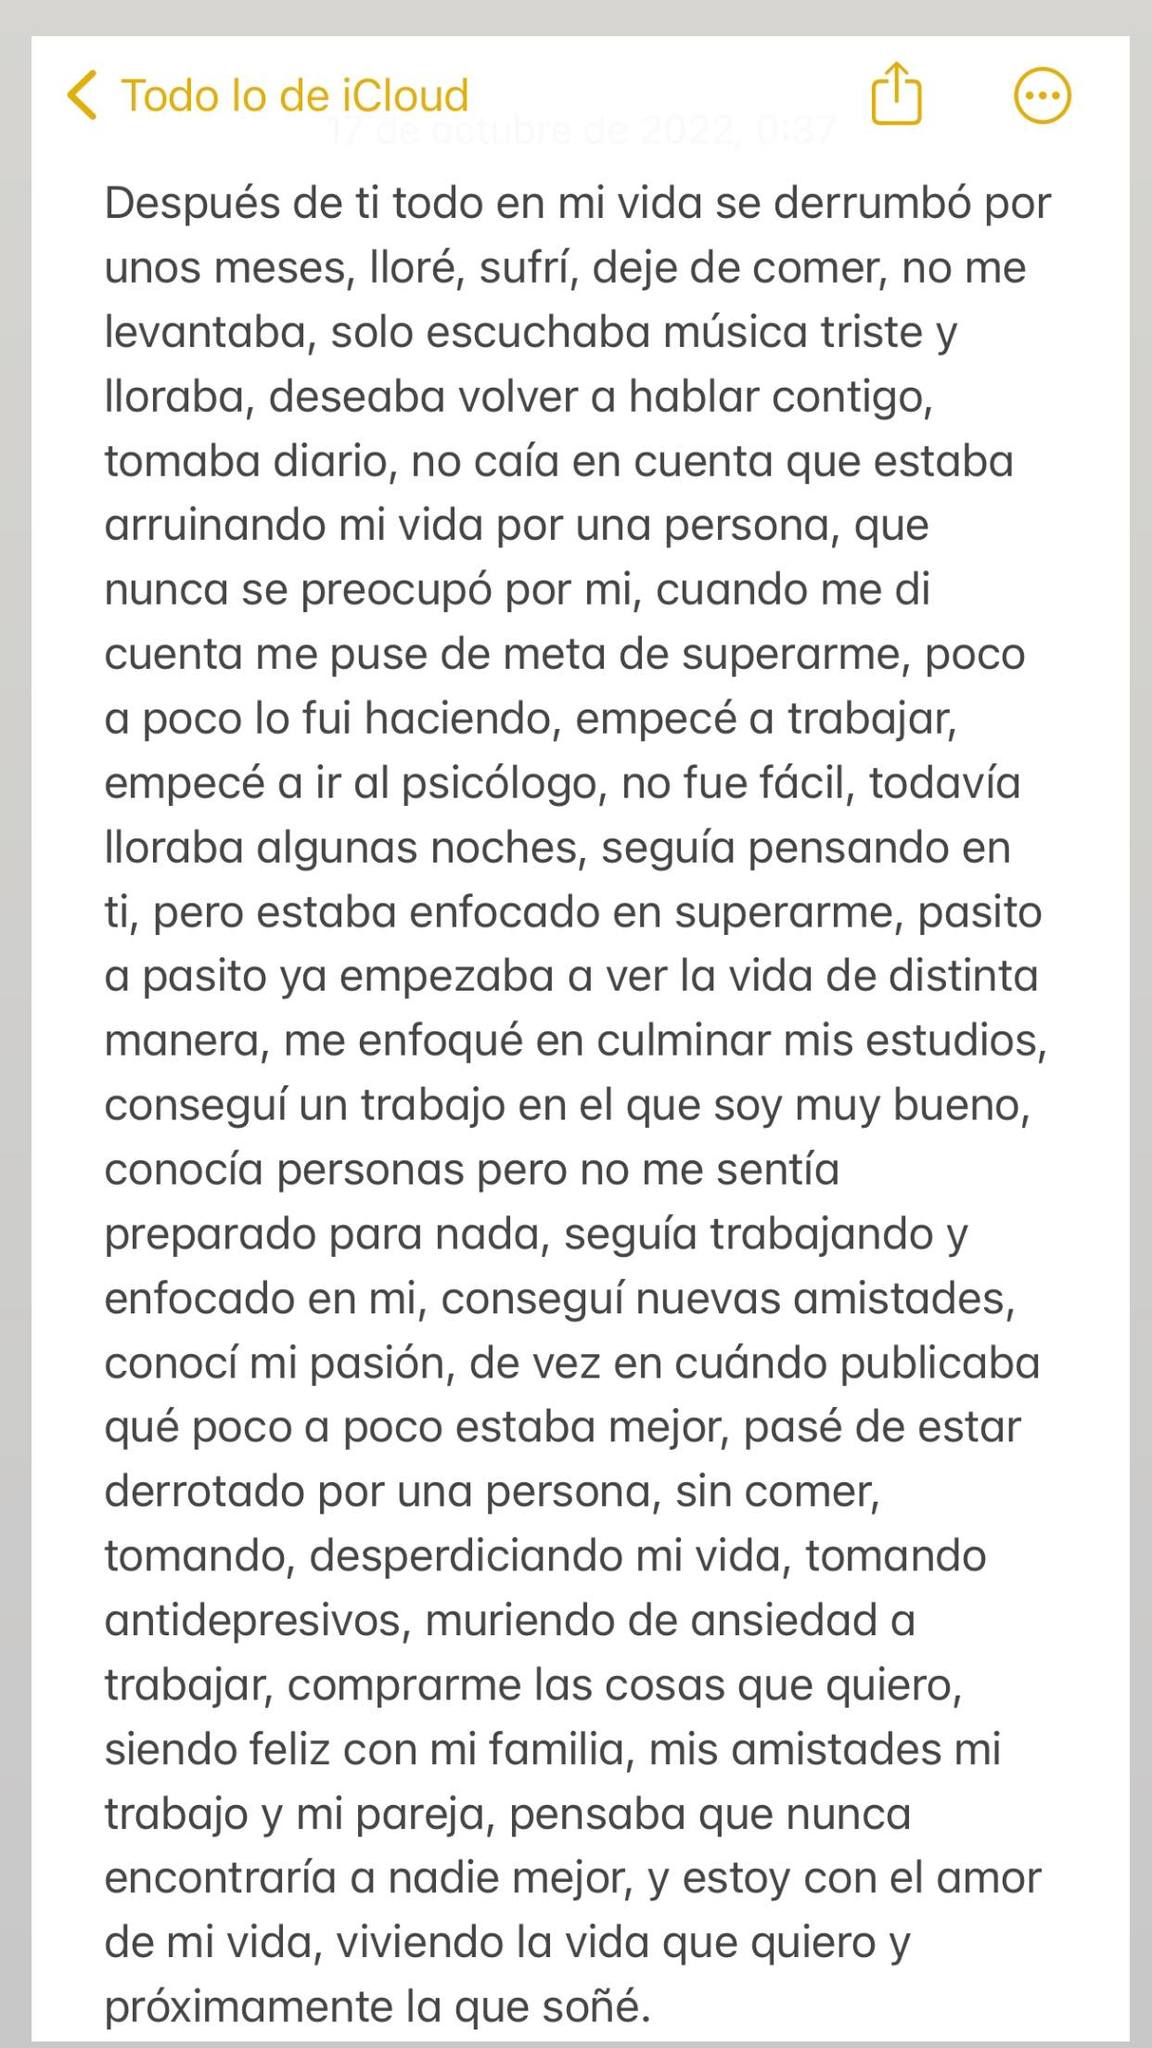 Todo lo de iCloud
17 de octubre de 2022, 0:37
Después de ti todo en mi vida se derrumbó por
unos meses, lloré, sufrí, deje de comer, no me
levantaba, solo escuchaba música triste y
lloraba, deseaba volver a hablar contigo,
tomaba diario, no caía en cuenta que estaba
arruinando mi vida por una persona, que
nunca se preocupó por mi, cuando me di
cuenta me puse de meta de superarme, poco
a poco lo fui haciendo, empecé a trabajar,
empecé a ir al psicólogo, no fue fácil, todavía
lloraba algunas noches, seguía pensando en
ti, pero estaba enfocado en superarme, pasito
a pasito ya empezaba a ver la vida de distinta
manera, me enfoqué en culminar mis estudios,
conseguí un trabajo en el que soy muy bueno,
conocía personas pero no me sentía
preparado para nada, seguía trabajando y
enfocado en mi, conseguí nuevas amistades,
conocí mi pasión, de vez en cuándo publicaba
qué poco a poco estaba mejor, pasé de estar
derrotado por una persona, sin comer,
tomando, desperdiciando mi vida, tomando
antidepresivos, muriendo de ansiedad a
trabajar, comprarme las cosas que quiero,
siendo feliz con mi familia, mis amistades mi
trabajo y mi pareja, pensaba que nunca
encontraría a nadie mejor, y estoy con el amor
de mi vida, viviendo la vida que quiero y
próximamente la que soñé.